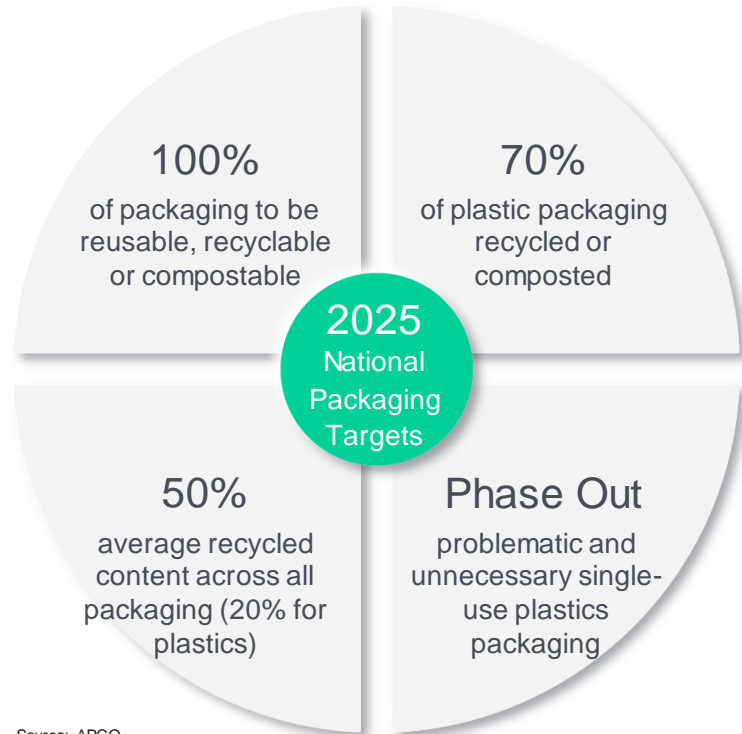 100%
of packaging to be
reusable, recyclable
or compostable
70%
of plastic packaging
recycled or
composted
2025
National
Packaging
Targets
50%
average recycled
content across all
packaging (20% for
plastics)
Phase Out
problematic and
unnecessary single-
use plastics
packaging
Source: APCO